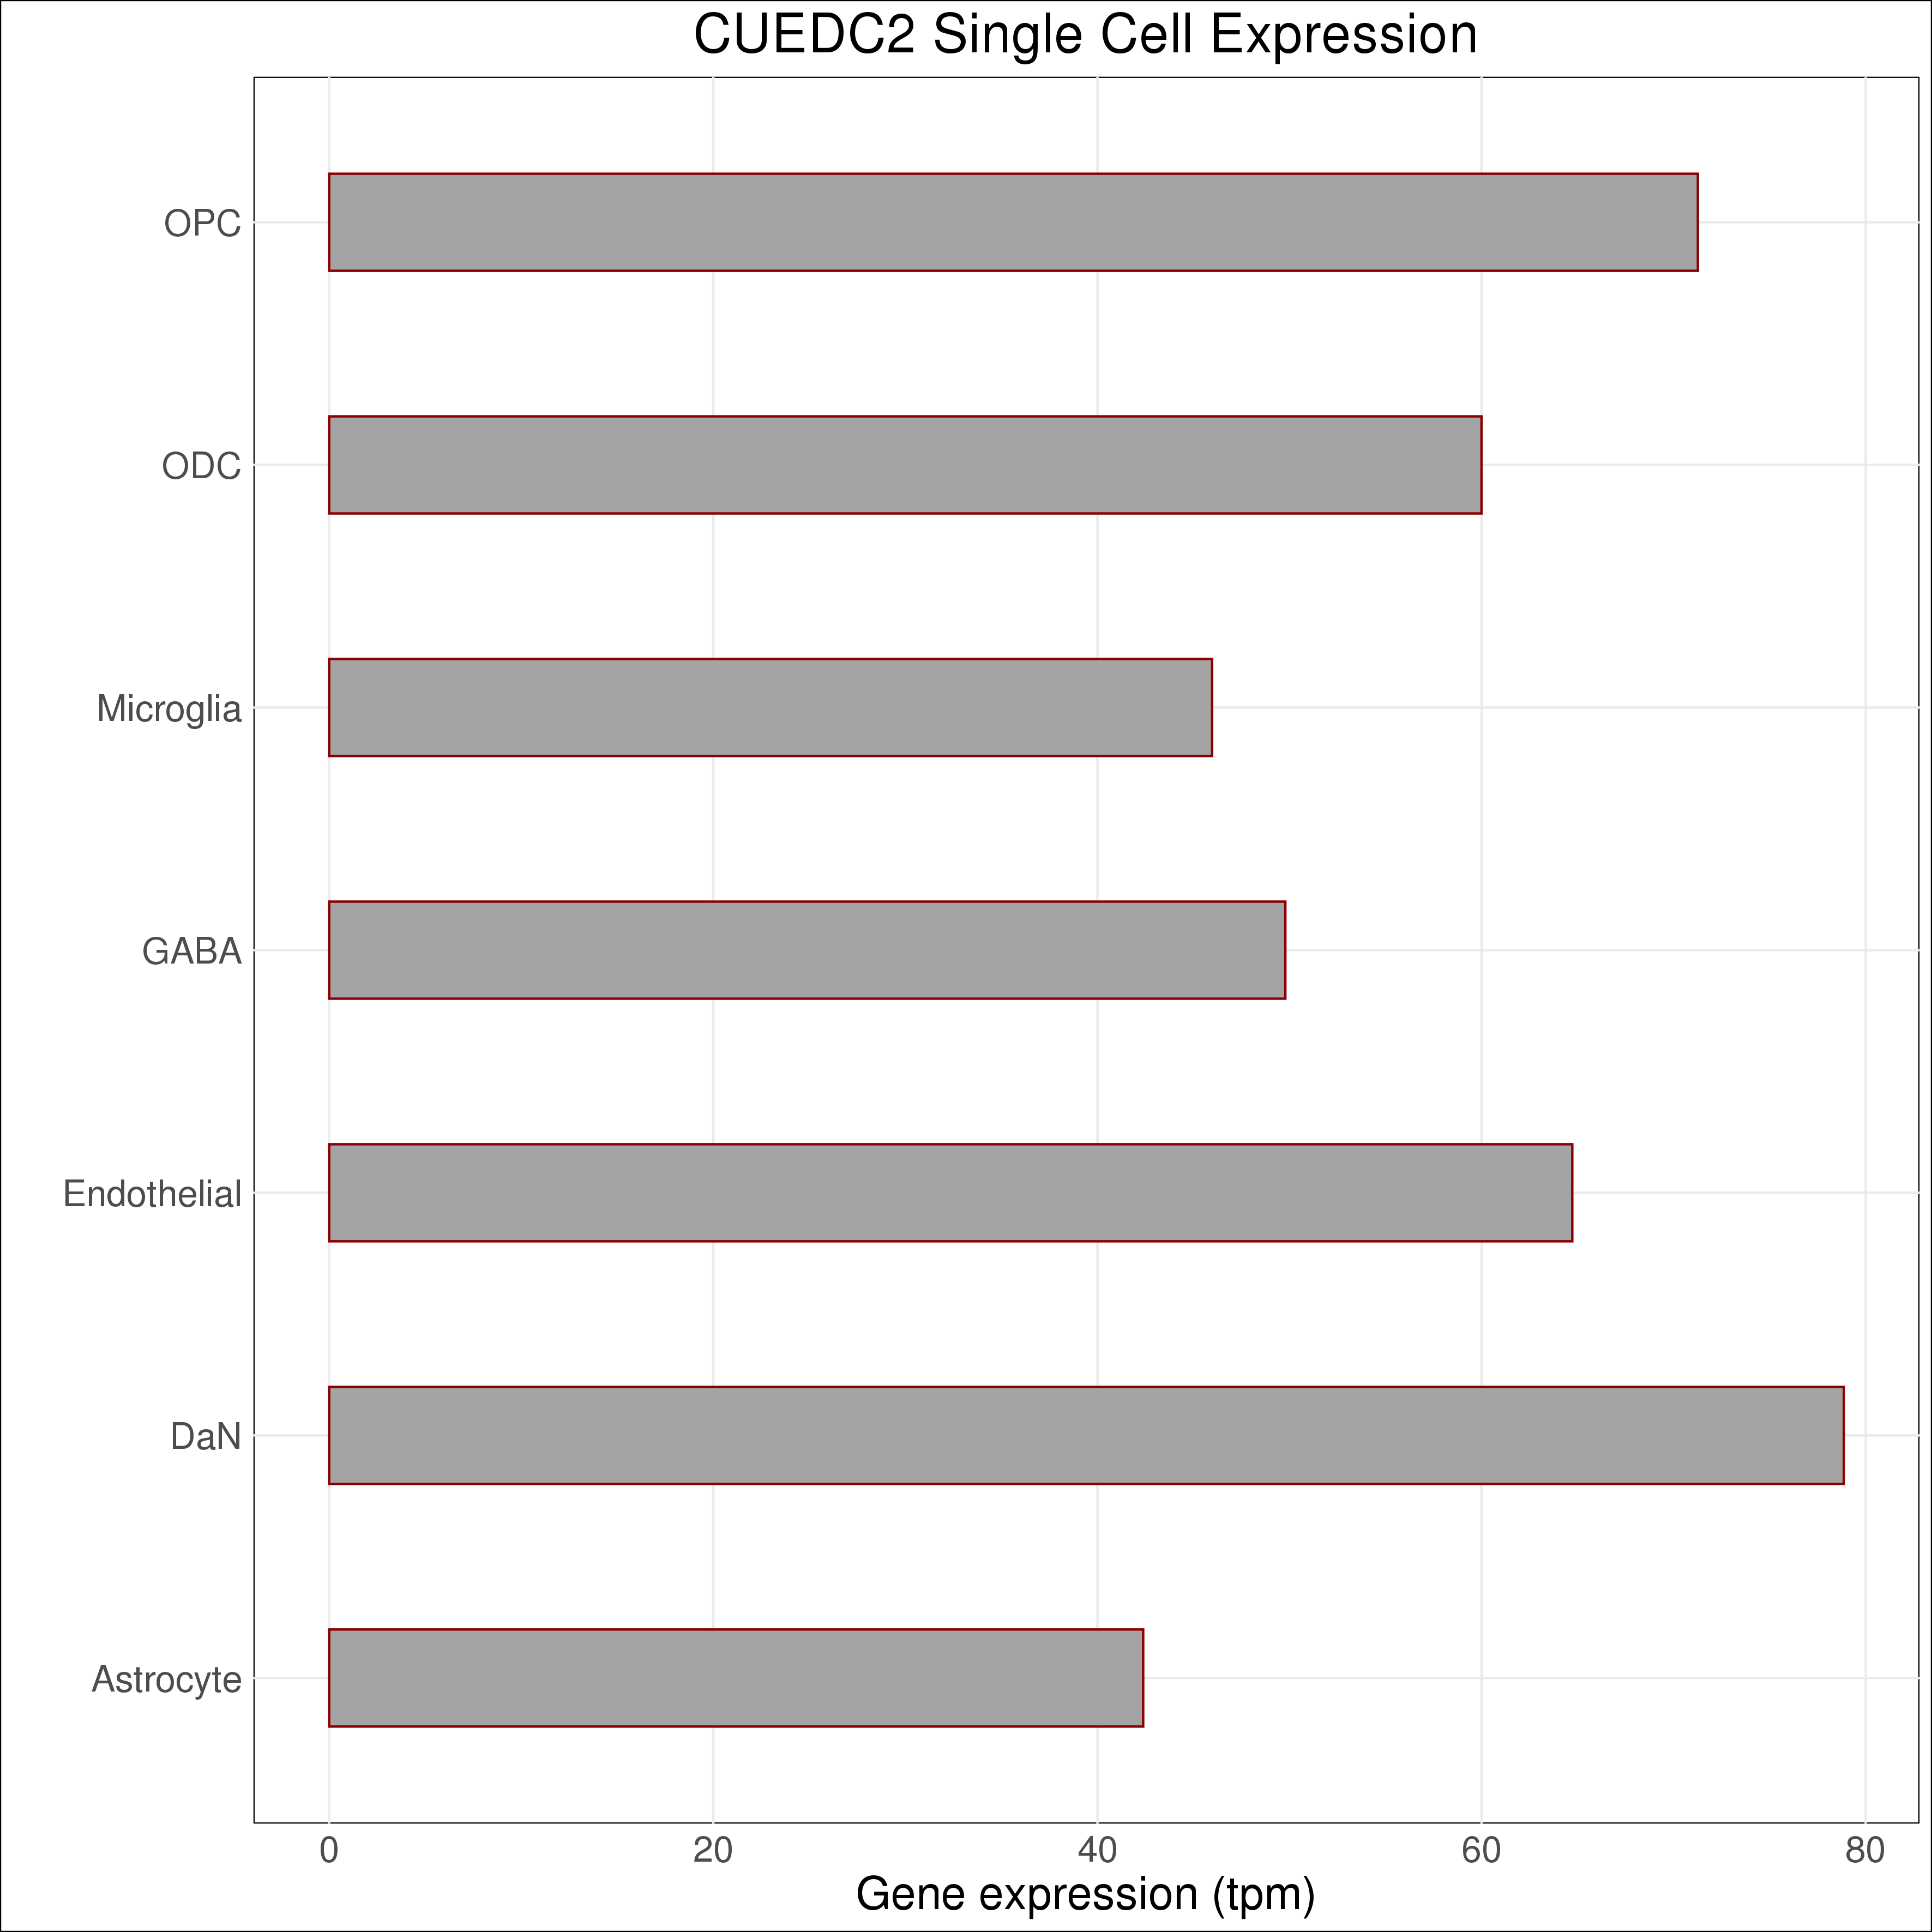 CUEDC2 Single Cell Expression
OPC
ODC
Microglia
GABA
Endothelial
DaN
Astrocyte
0 20 40 60 80
Gene expression (tpm)